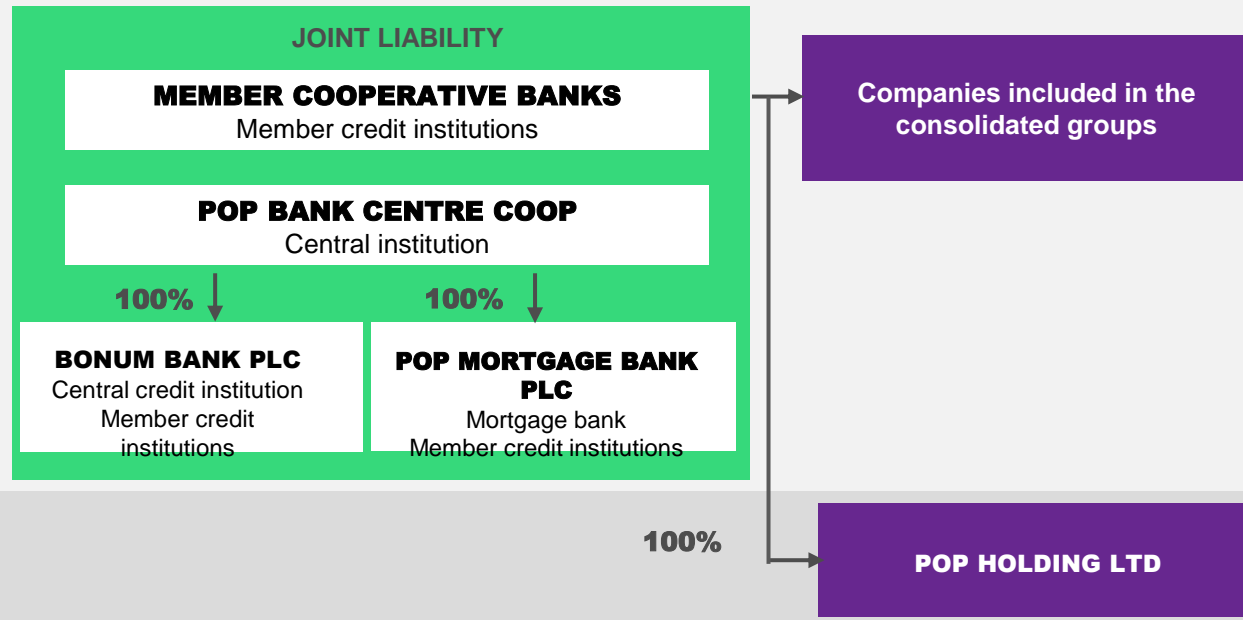 JOINT LIABILITY
MEMBER COOPERATIVE BANKS
Member credit institutions
Companies included in the
consolidated groups
POP BANK CENTRE COOP
Central institution
100%
100%
BONUM BANK PLC
Central credit institution
Member credit
institutions
POP MORTGAGE BANK
PLC
Mortgage bank
Member credit institutions
100%
POP HOLDING LTD